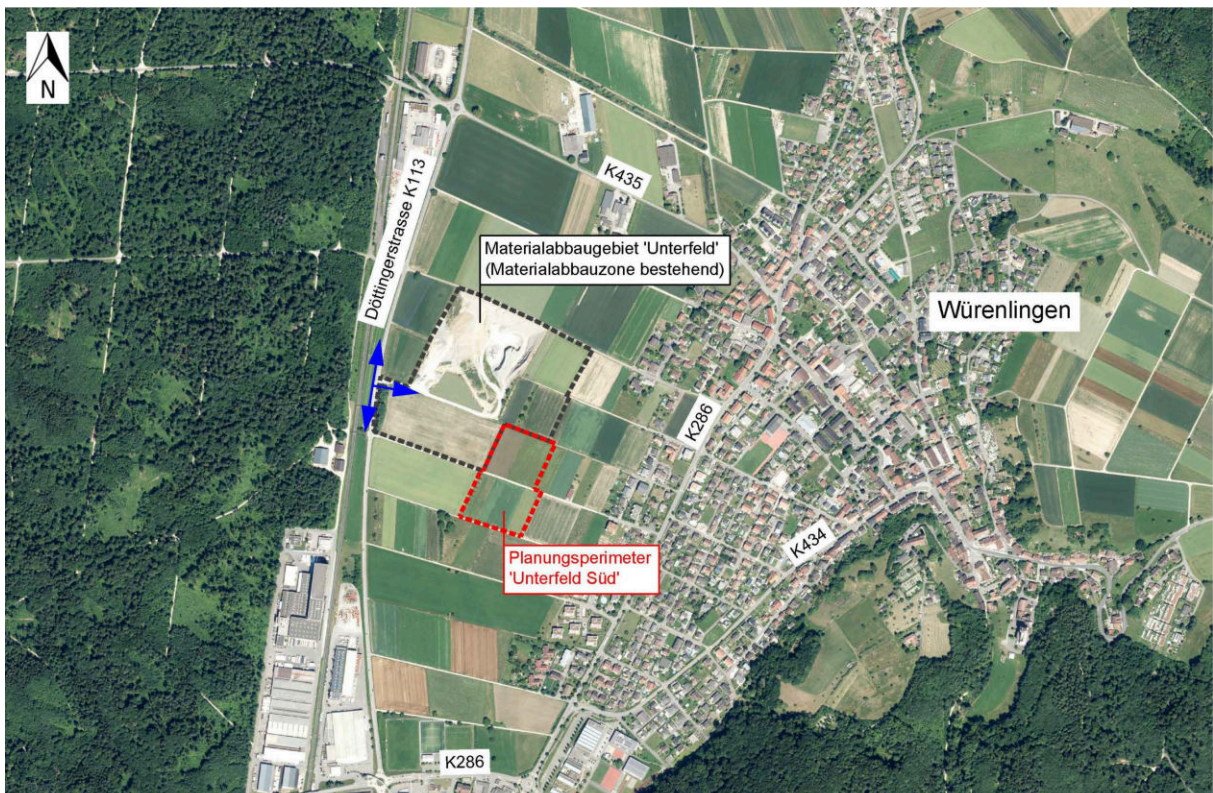 N
Döttingerstrasse K113
K435
Materialabbaugebiet 'Unterfeld'
(Materialabbauzone bestehend)
Würenlingen
K286
Planungsperimeter
'Unterfeld Süd'
K434
K286